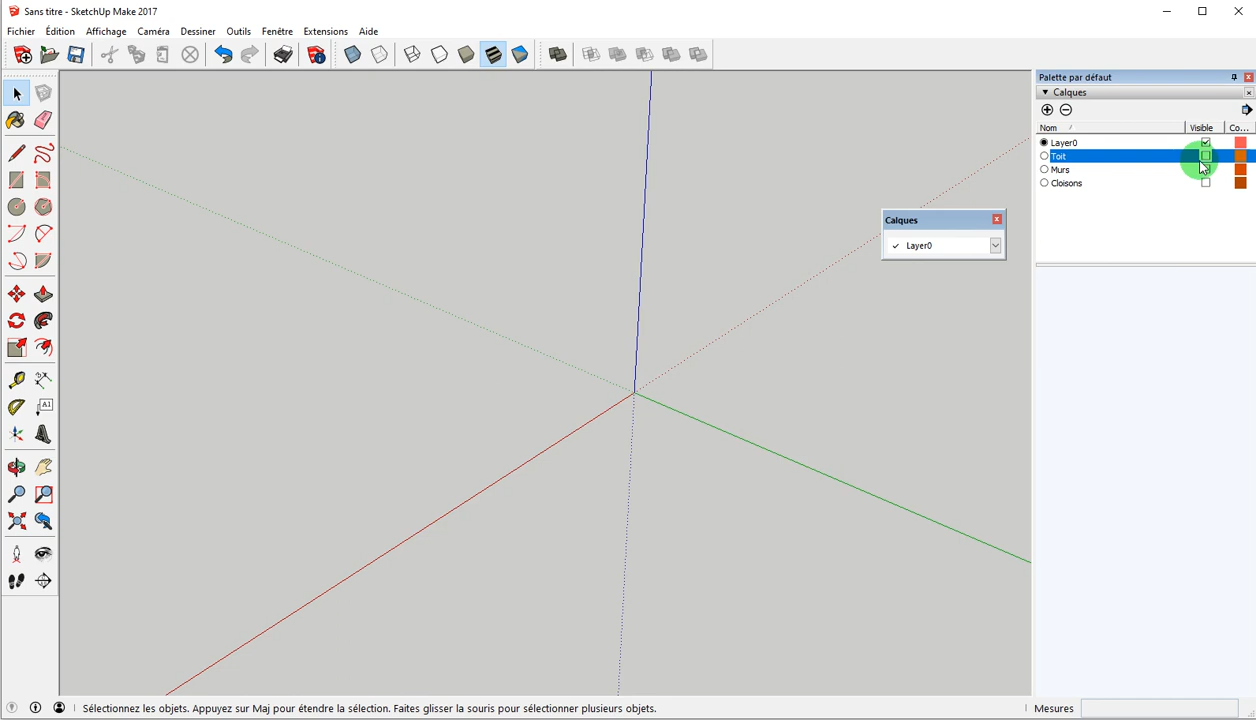 Sans titre - SketchUp Make 2017
Fichier Édition Affichage Caméra Dessiner Outils Fenêtre Extensions Aide
Palette par défaut
Calques
Nom Visible Co...
Layer0
Toit
Murs
Cloisons
Calques
Layer0
A1
Sélectionnez les objets. Appuyez sur Maj pour étendre la sélection. Faites glisser la souris pour sélectionner plusieurs objets.
Mesures